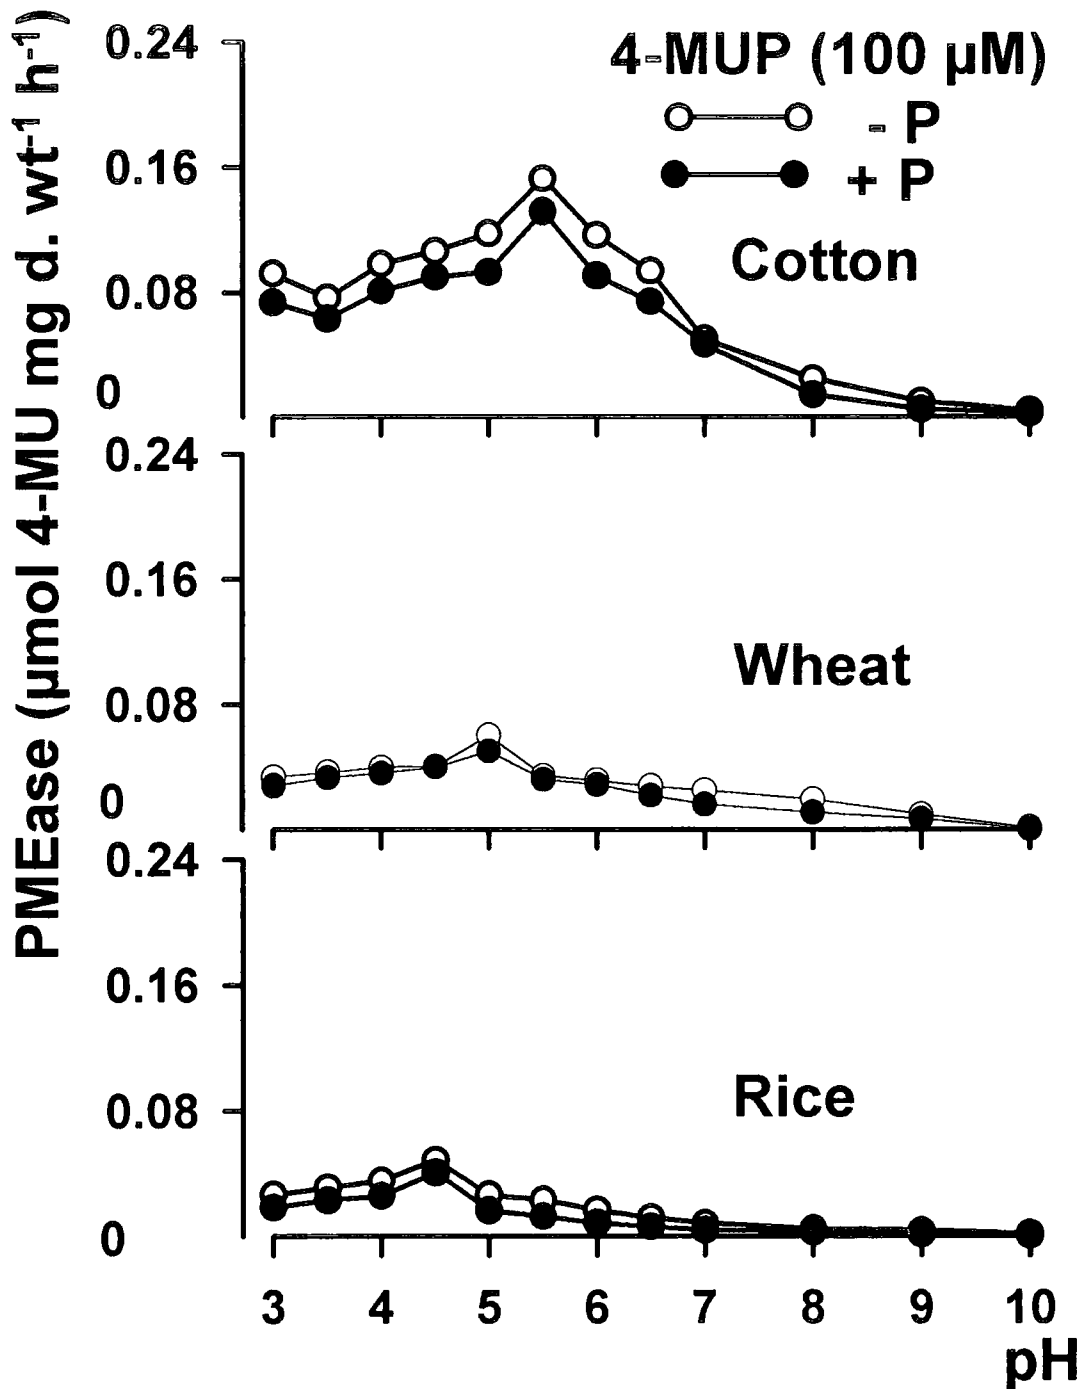 PMEase (µmol 4-MU mg d. wt-1 h-1)
4-MUP (100 µM)
- P
+ P
0.24
0.16
0.08
0
Cotton
0.24
0.16
0.08
0
Wheat
0.24
0.16
0.08
0
Rice
3 4 5 6 7 8 9 10
pH